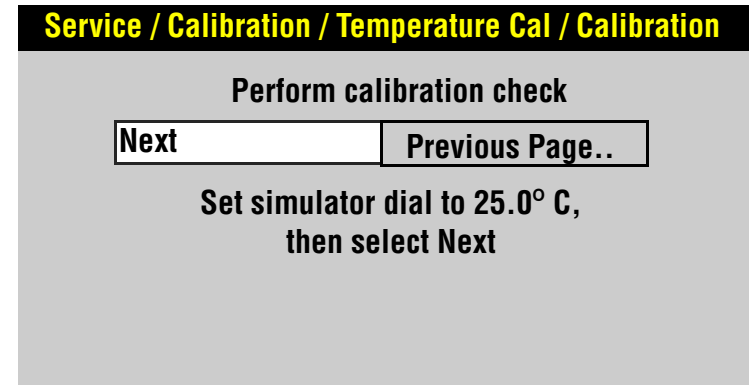 Service / Calibration / Temperature Cal / Calibration
Perform calibration check
Next Previous Page..
Set simulator dial to 25.0° C,
then select Next